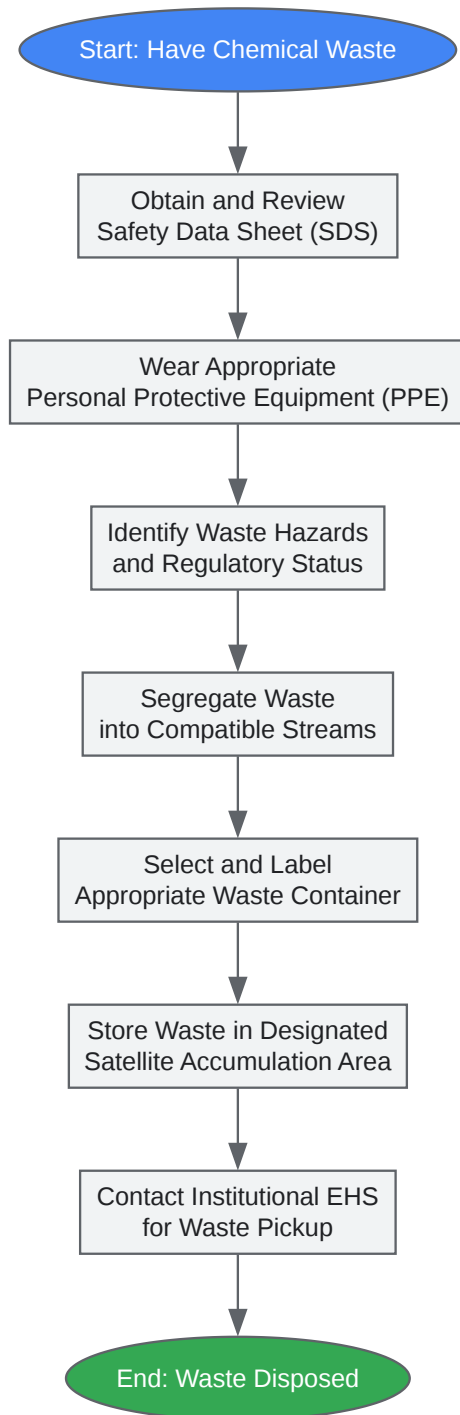 Start: Have Chemical Waste
Obtain and Review
Safety Data Sheet (SDS)
Wear Appropriate
Personal Protective Equipment (PPE)
Identify Waste Hazards
and Regulatory Status
Segregate Waste
into Compatible Streams
Select and Label
Appropriate Waste Container
Store Waste in Designated
Satellite Accumulation Area
Contact Institutional EHS
for Waste Pickup
End: Waste Disposed